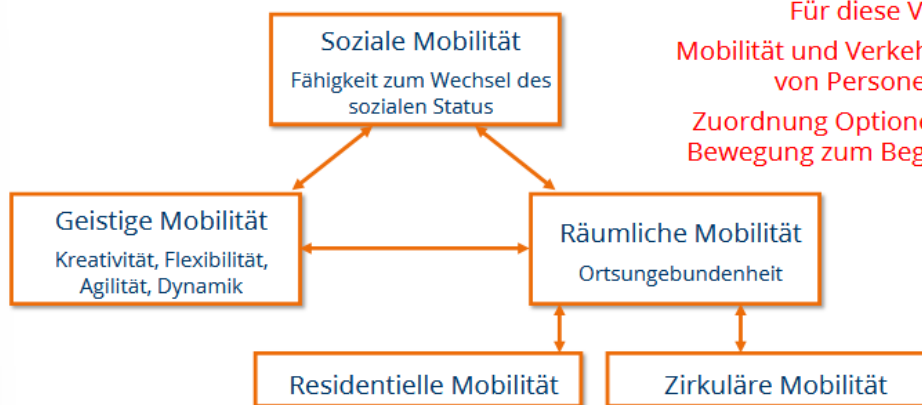 Für diese V
Soziale Mobilität
Fähigkeit zum Wechsel des
sozialen Status
Mobilität und Verkeh
von Persone
Zuordnung Optione
Bewegung zum Beg
Geistige Mobilität
Kreativität, Flexibilität,
Agilität, Dynamik
Räumliche Mobilität
Ortsungebundenheit
Residentielle Mobilität
Zirkuläre Mobilität